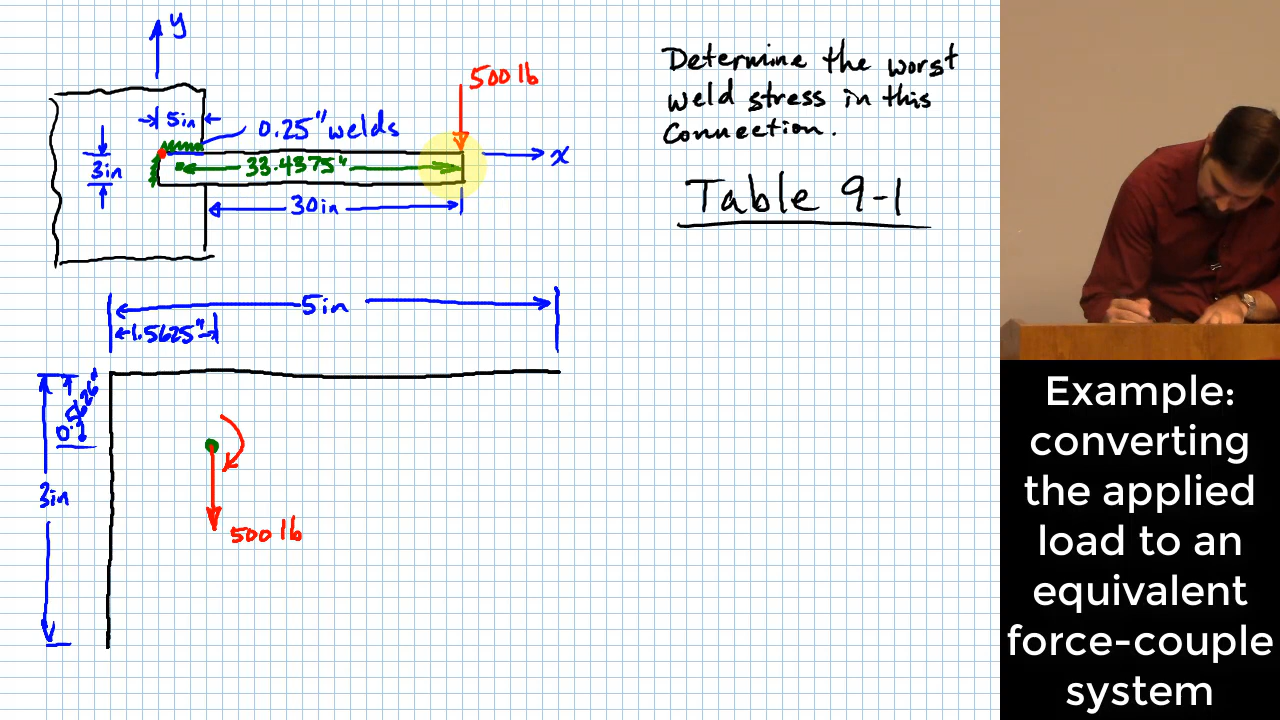 y
500 lb
5in
0.25" welds
3in
33.4375"
x
30in
Determine the worst
weld stress in this
Connection.
Table 9-1
5in
1.5625"
0.5625"
3in
500 lb
Example:
converting
the applied
load to an
equivalent
force-couple
system